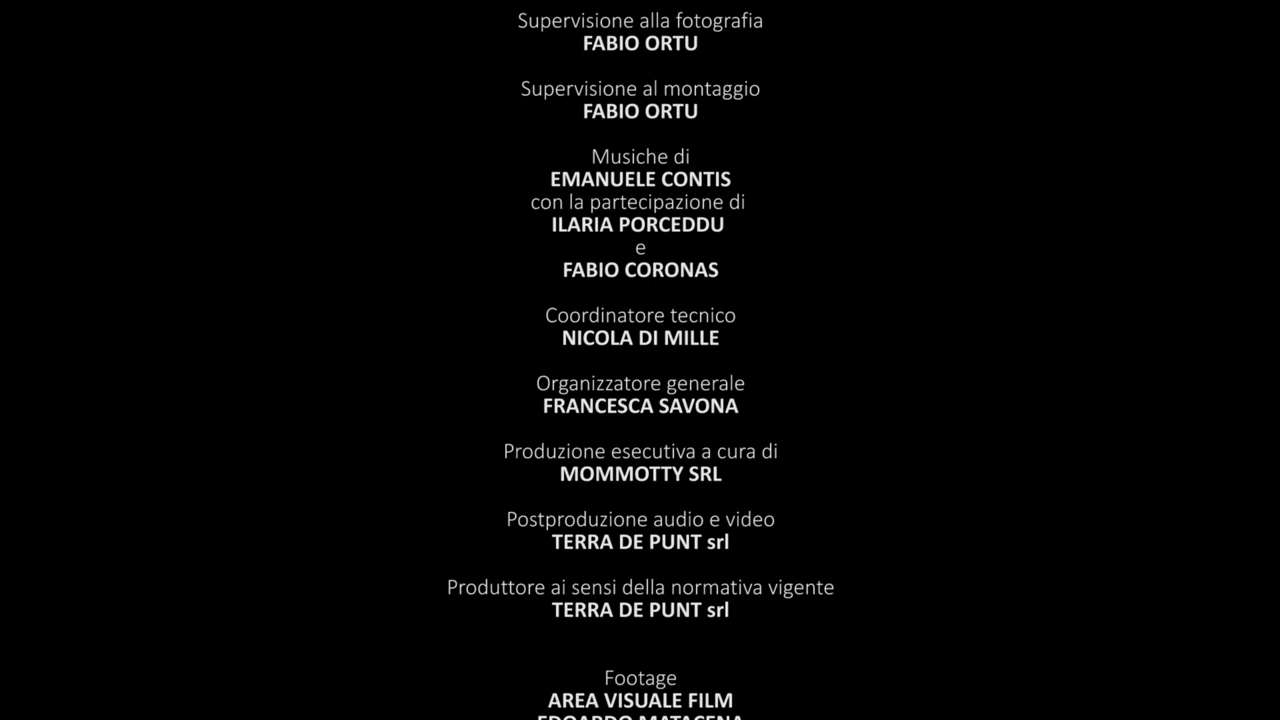 Supervisione alla fotografia
FABIO ORTU
Supervisione al montaggio
FABIO ORTU
Musiche di
EMANUELE CONTIS
con la partecipazione di
ILARIA PORCEDDU
e
FABIO CORONAS
Coordinatore tecnico
NICOLA DI MILLE
Organizzatore generale
FRANCESCA SAVONA
Produzione esecutiva a cura di
MOMMOTTY SRL
Postproduzione audio e video
TERRA DE PUNT srl
Produttore ai sensi della normativa vigente
TERRA DE PUNT srl
Footage
AREA VISUALE FILM
EDOARDO MATACENA